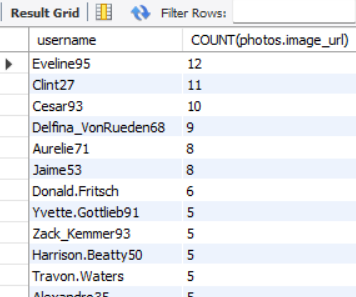 Result Grid Filter Rows:
username COUNT(photos.image_url)
Eveline95 12
Clint27 11
Cesar93 10
Delfina_VonRueden68 9
Aurelie71 8
Jaime53 8
Donald.Fritsch 6
Yvette.Gottlieb91 5
Zack_Kemmer93 5
Harrison.Beatty50 5
Travon.Waters 5
Alexandro35 5